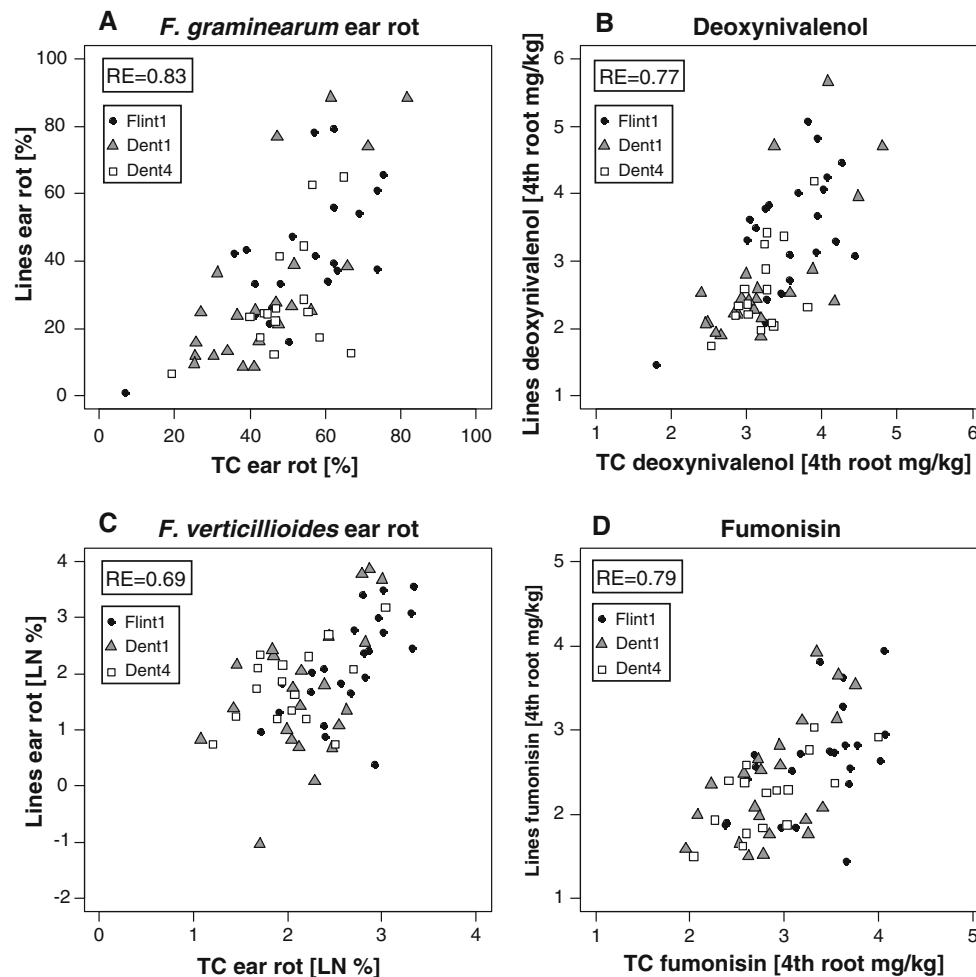 A F. graminearum ear rot
RE=0.83
Flint1
Dent1
Dent4
Lines ear rot [%]
100
80
60
40
20
0
0 20 40 60 80 100
TC ear rot [%]
B Deoxynivalenol
RE=0.77
Flint1
Dent1
Dent4
Lines deoxynivalenol [4th root mg/kg]
6
5
4
3
2
1
1 2 3 4 5 6
TC deoxynivalenol [4th root mg/kg]
C F. verticillioides ear rot
RE=0.69
Flint1
Dent1
Dent4
Lines ear rot [LN %]
4
3
2
1
0
-1
-2
0 1 2 3 4
TC ear rot [LN %]
D Fumonisin
RE=0.79
Flint1
Dent1
Dent4
Lines fumonisin [4th root mg/kg]
5
4
3
2
1
1 2 3 4 5
TC fumonisin [4th root mg/kg]